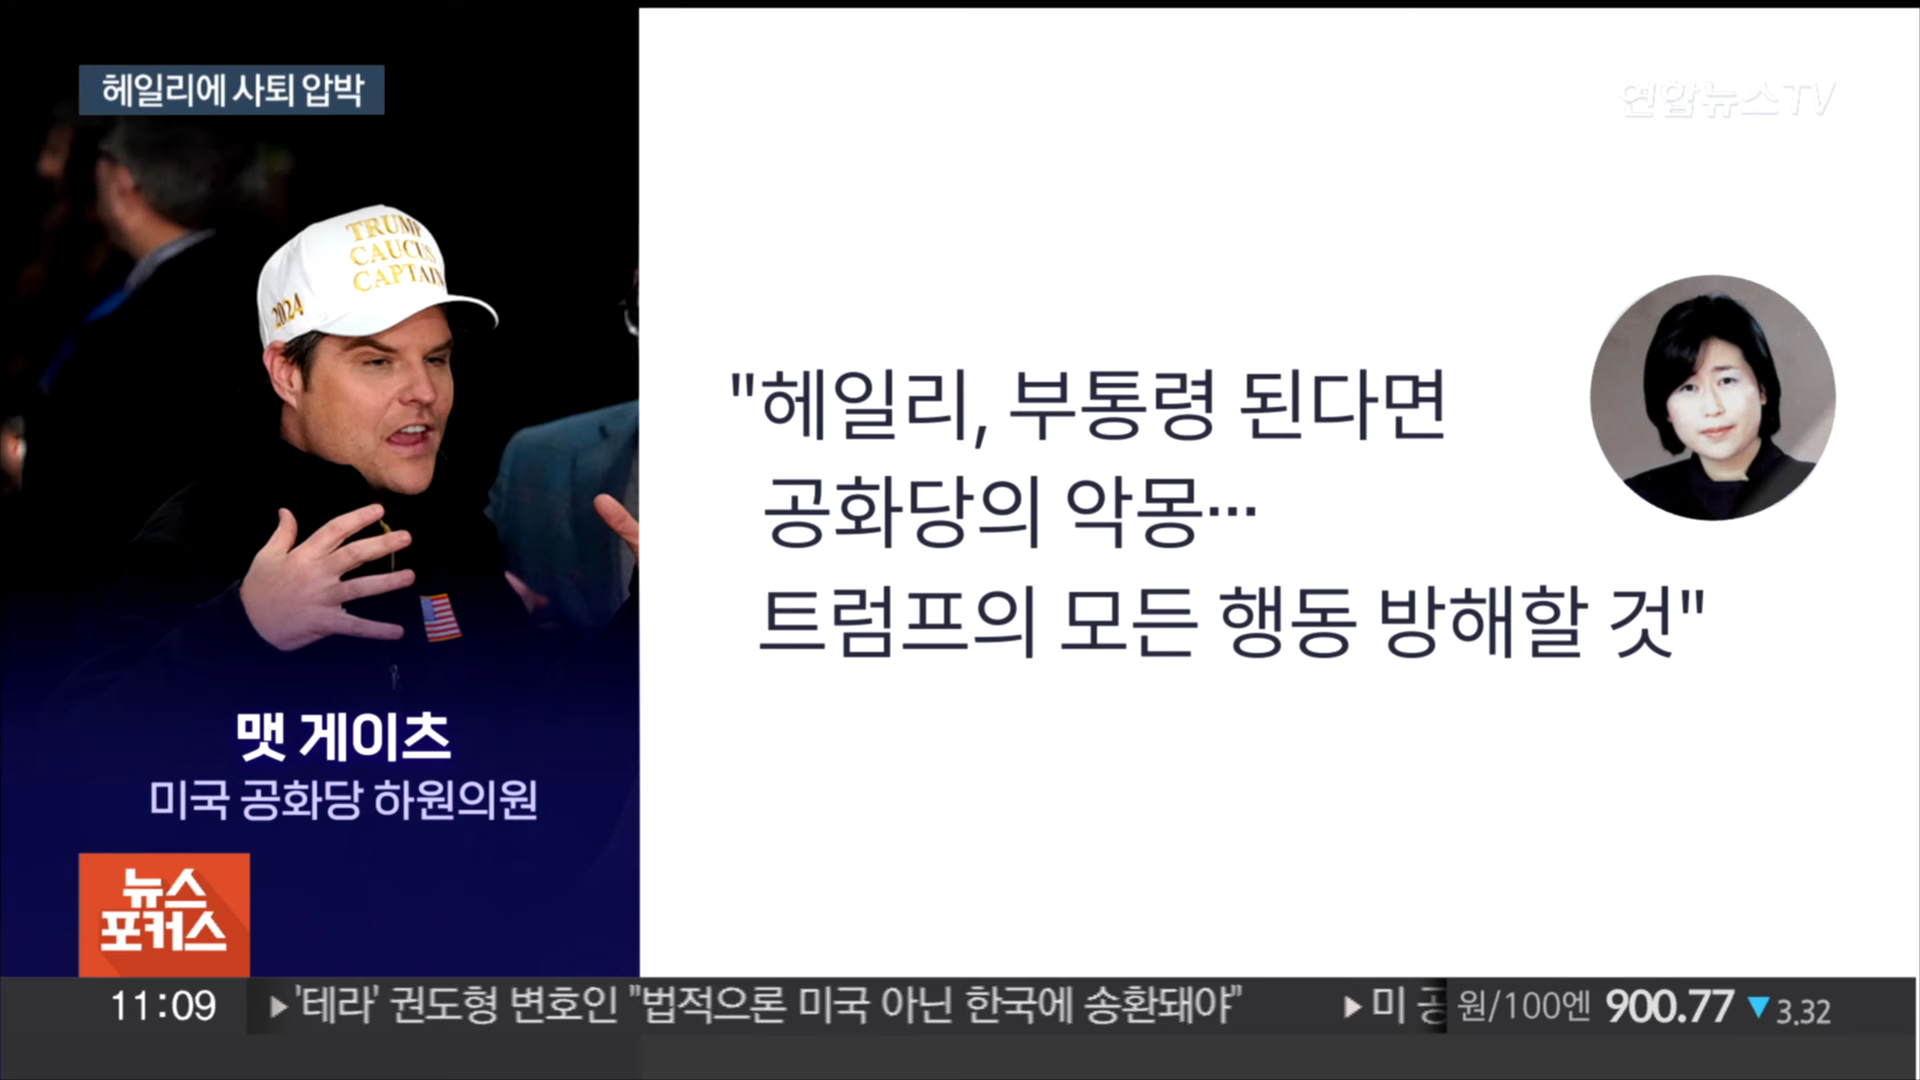 헤일리에 사퇴 압박
연합뉴스TV
TRUMP
CAUCUS
CAPTAIN
2024
"헤일리, 부통령 된다면
공화당의 악몽…
트럼프의 모든 행동 방해할 것"
맷 게이츠
미국 공화당 하원의원
뉴스
포커스
11:09 ▶'테라' 권도형 변호인 "법적으론 미국 아닌 한국에 송환돼야" ▶미 공 원/100엔 900.77 ▼3.32